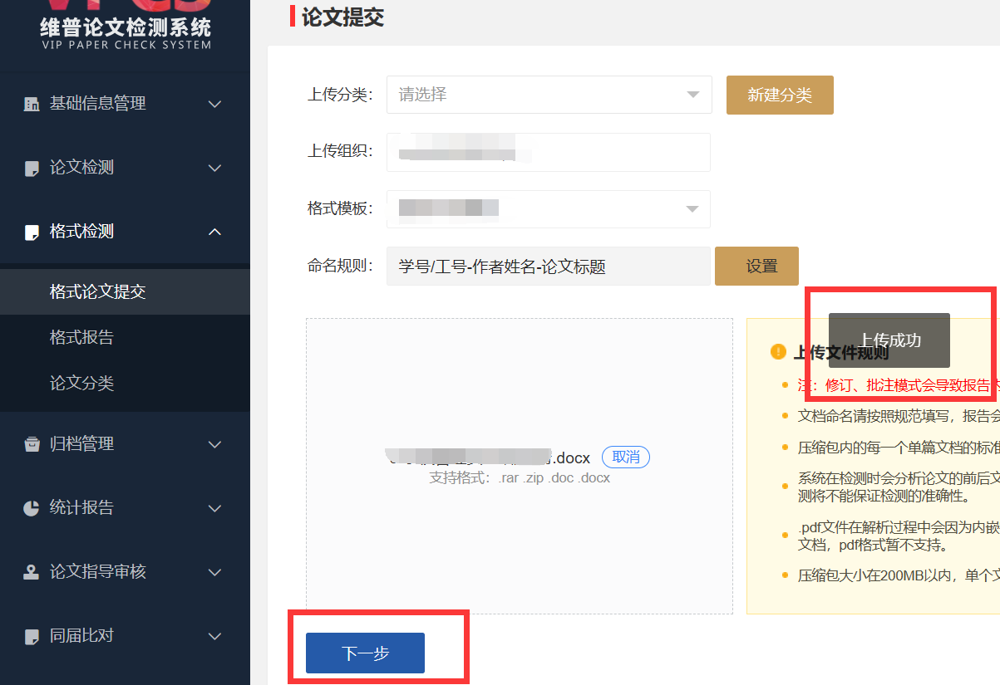 VPCS
维普论文检测系统
VIP PAPER CHECK SYSTEM
基础信息管理
论文检测
格式检测
格式论文提交
格式报告
论文分类
归档管理
统计报告
论文指导审核
同届比对
论文提交
上传分类： 请选择 新建分类
上传组织：
格式模板：
命名规则： 学号/工号-作者姓名-论文标题 设置
.docx 取消
支持格式： .rar .zip .doc .docx
下一步
上传成功
上传文件规则
注：修订、批注模式会导致报告内
文档命名请按照规范填写，报告会
压缩包内的每一个单篇文档的标准
系统在检测时会分析论文的前后文
测将不能保证检测的准确性。
.pdf文件在解析过程中会因为内嵌
文档，pdf格式暂不支持。
压缩包大小在200MB以内，单个文